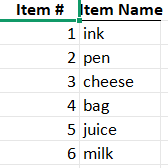 Item # Item Name
1 ink
2 pen
3 cheese
4 bag
5 juice
6 milk